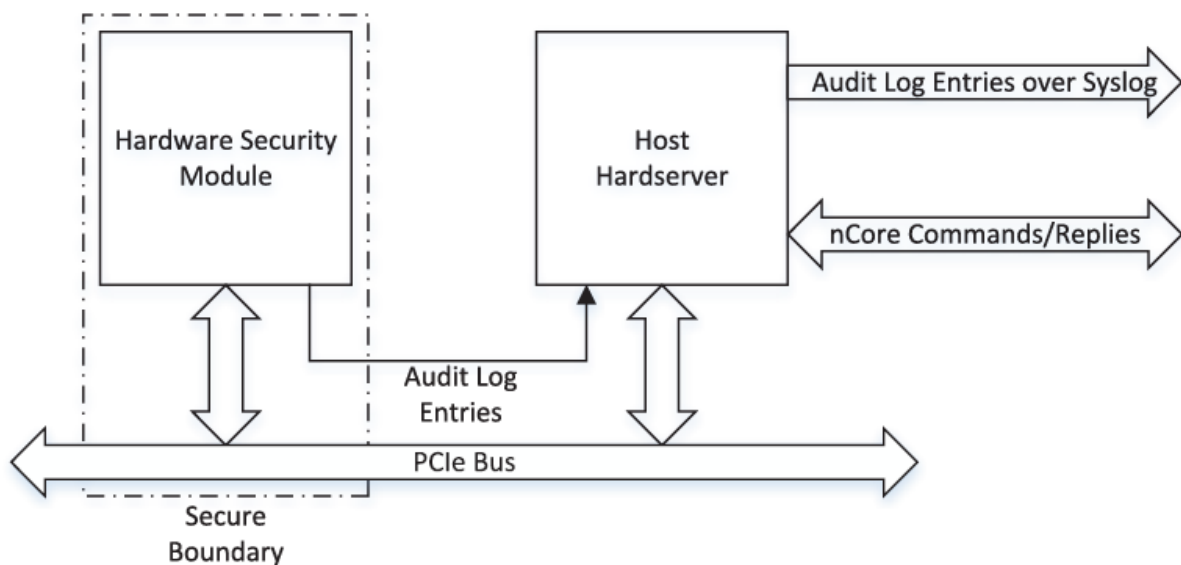 Hardware Security
Module
Host
Hardserver
Audit Log Entries over Syslog
nCore Commands/Replies
Audit Log
Entries
PCIe Bus
Secure
Boundary